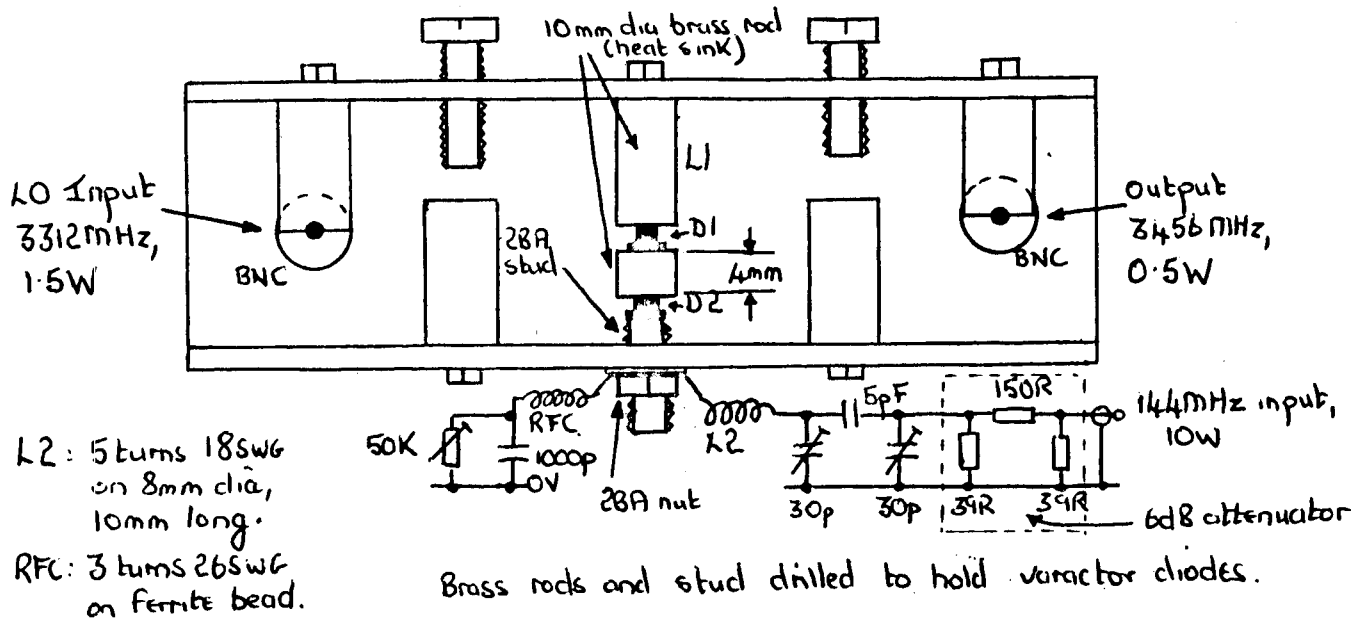 10mm dia brass rod
(heat sink)
L1
LO Input
3312MHz,
1.5W
BNC
2BA
stud
D1
4mm
D2
BNC
Output
3456MHz,
0.5W
50K
RFC
1000p
0V
2BA nut
L2
5pF
30p
30p
150R
39R
39R
144MHz input,
10W
6dB attenuator
L2: 5 turns 18SWG
on 8mm dia,
10mm long.
RFC: 3 turns 26SWG
on ferrite bead.
Brass rods and stud drilled to hold varactor diodes.